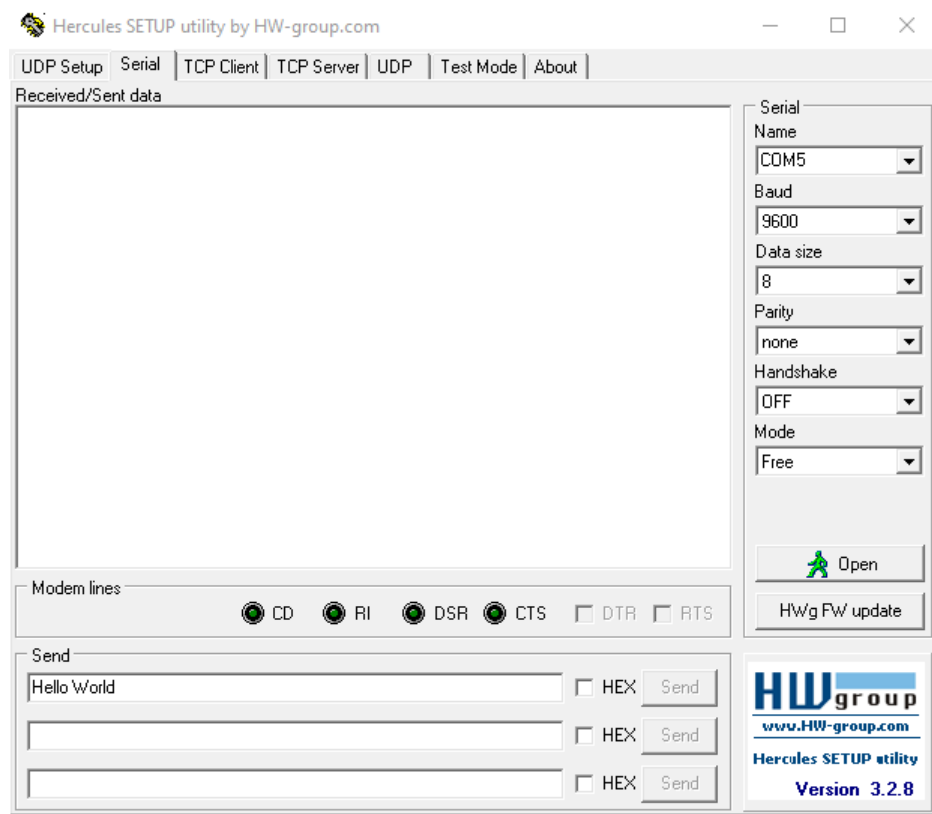 Hercules SETUP utility by HW-group.com
UDP Setup Serial TCP Client TCP Server UDP Test Mode About
Received/Sent data
Serial
Name
COM5
Baud
9600
Data size
8
Parity
none
Handshake
OFF
Mode
Free
Open
HWg FW update
Modem lines
CD RI DSR CTS DTR RTS
Send
Hello World HEX Send
HEX Send
HEX Send
HW group
www.HW-group.com
Hercules SETUP utility
Version 3.2.8